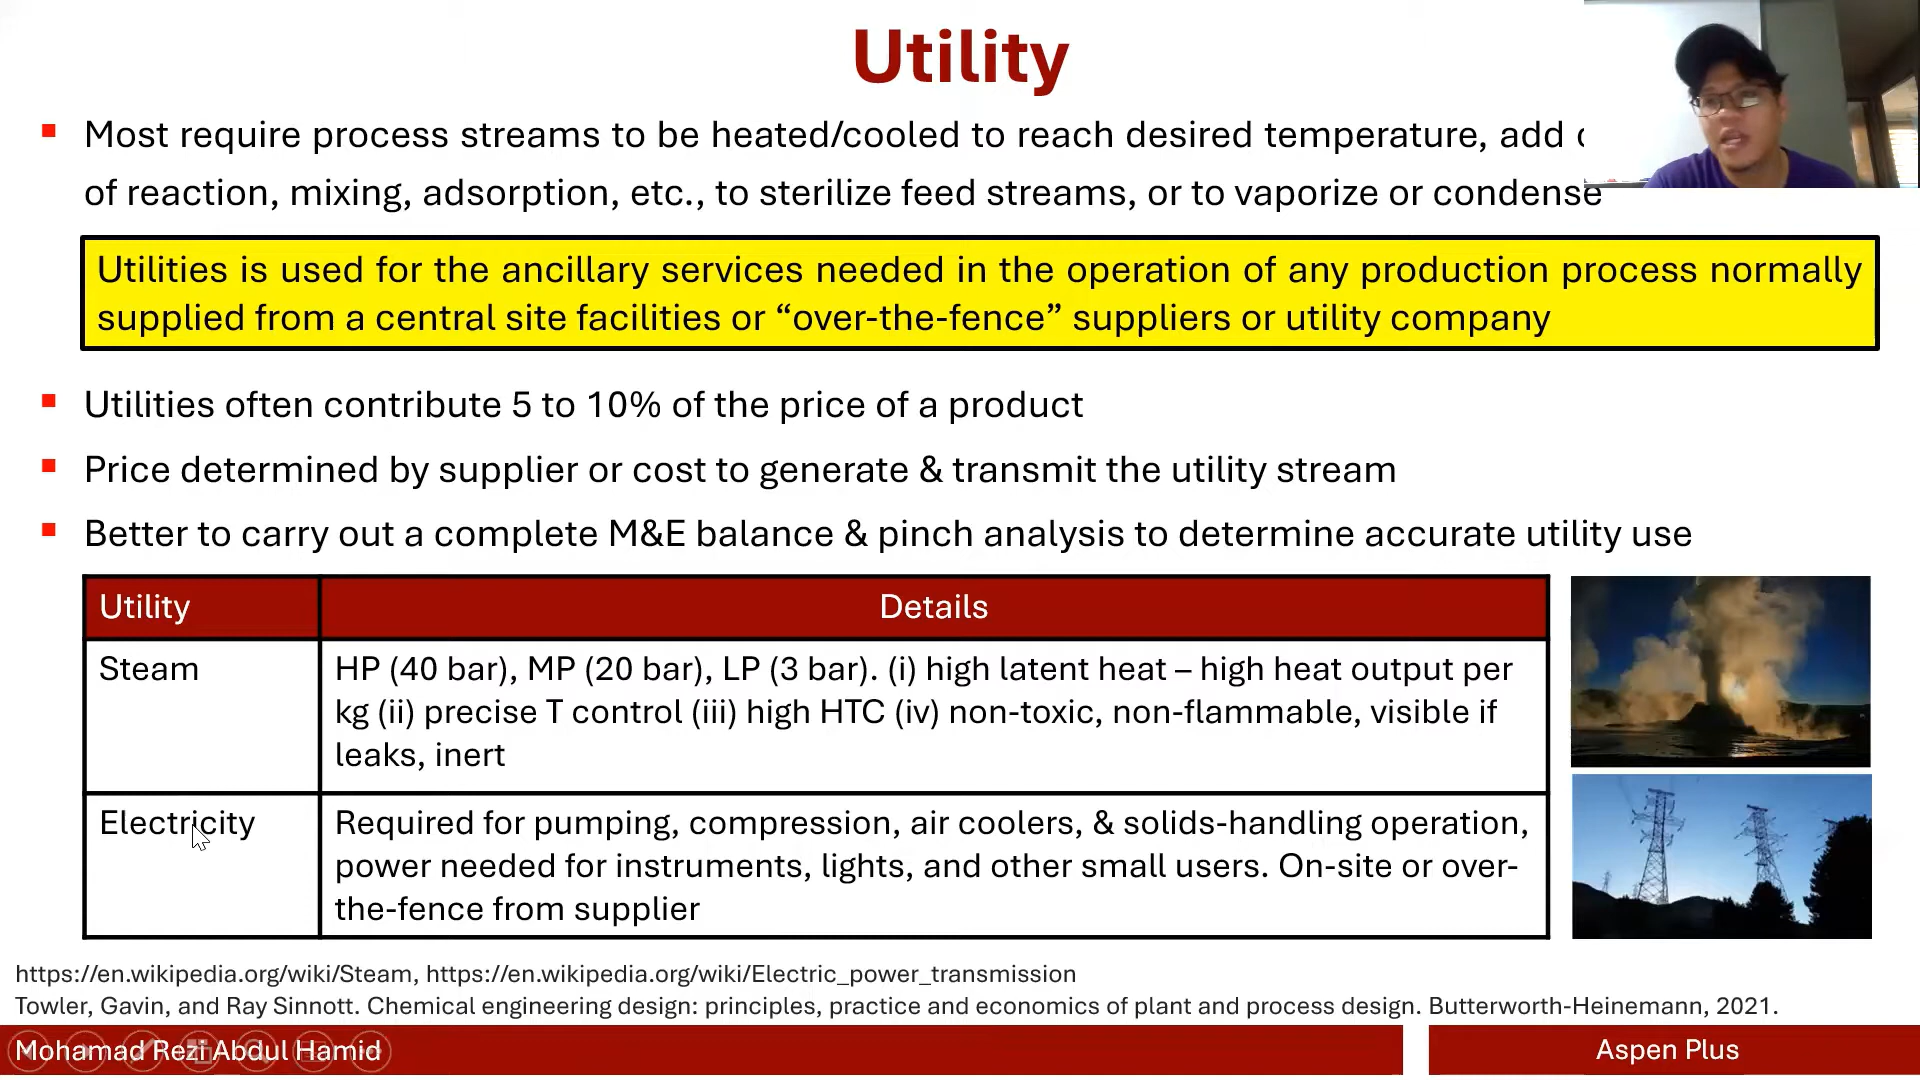 Utility
Most require process streams to be heated/cooled to reach desired temperature, add
of reaction, mixing, adsorption, etc., to sterilize feed streams, or to vaporize or condense
Utilities is used for the ancillary services needed in the operation of any production process normally
supplied from a central site facilities or “over-the-fence” suppliers or utility company
Utilities often contribute 5 to 10% of the price of a product
Price determined by supplier or cost to generate & transmit the utility stream
Better to carry out a complete M&E balance & pinch analysis to determine accurate utility use
Utility
Details
Steam
HP (40 bar), MP (20 bar), LP (3 bar). (i) high latent heat – high heat output per
kg (ii) precise T control (iii) high HTC (iv) non-toxic, non-flammable, visible if
leaks, inert
Electricity
Required for pumping, compression, air coolers, & solids-handling operation,
power needed for instruments, lights, and other small users. On-site or over-
the-fence from supplier
https://en.wikipedia.org/wiki/Steam, https://en.wikipedia.org/wiki/Electric_power_transmission
Towler, Gavin, and Ray Sinnott. Chemical engineering design: principles, practice and economics of plant and process design. Butterworth-Heinemann, 2021.
Mohamad Rezi Abdul Hamid
Aspen Plus